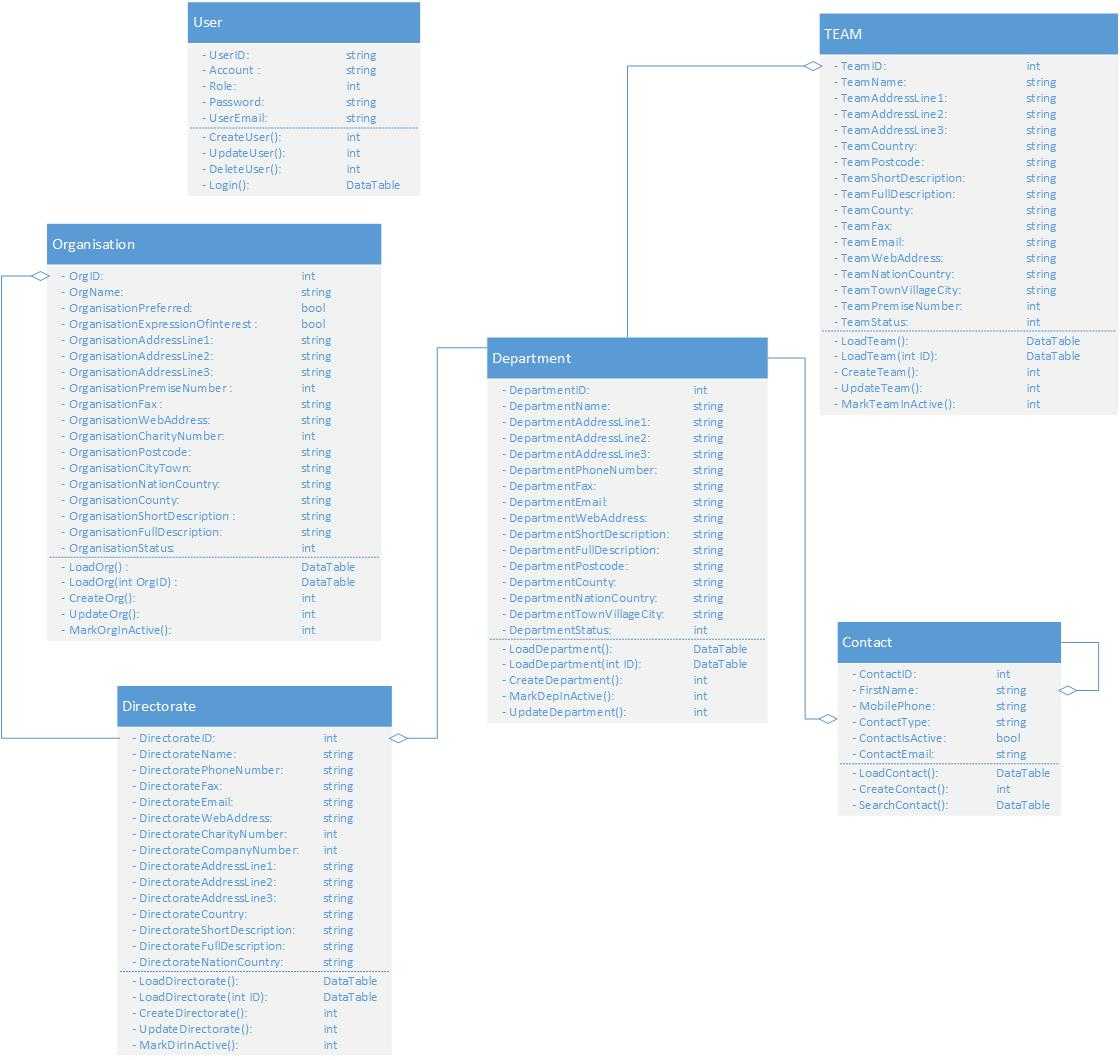 User
- UserID: string
- Account : string
- Role: int
- Password: string
- UserEmail: string
- CreateUser(): int
- UpdateUser(): int
- DeleteUser(): int
- Login(): DataTable
TEAM
- TeamID: int
- TeamName: string
- TeamAddressLine1: string
- TeamAddressLine2: string
- TeamAddressLine3: string
- TeamCountry: string
- TeamPostcode: string
- TeamShortDescription: string
- TeamFullDescription: string
- TeamCounty: string
- TeamFax: string
- TeamEmail: string
- TeamWebAddress: string
- TeamNationCountry: string
- TeamTownVillageCity: string
- TeamPremiseNumber: int
- TeamStatus: int
- LoadTeam(): DataTable
- LoadTeam(int ID): DataTable
- CreateTeam(): int
- UpdateTeam(): int
- MarkTeamInActive(): int
Organisation
- OrgID: int
- OrgName: string
- OrganisationPreferred: bool
- OrganisationExpressionOfInterest : bool
- OrganisationAddressLine1: string
- OrganisationAddressLine2: string
- OrganisationAddressLine3: string
- OrganisationPremiseNumber : int
- OrganisationFax : string
- OrganisationWebAddress: string
- OrganisationCharityNumber: int
- OrganisationPostcode: string
- OrganisationCityTown: string
- OrganisationNationCountry: string
- OrganisationCounty: string
- OrganisationShortDescription : string
- OrganisationFullDescription: string
- OrganisationStatus: int
- LoadOrg() : DataTable
- LoadOrg(int OrgID) : DataTable
- CreateOrg(): int
- UpdateOrg(): int
- MarkOrgInActive(): int
Department
- DepartmentID: int
- DepartmentName: string
- DepartmentAddressLine1: string
- DepartmentAddressLine2: string
- DepartmentAddressLine3: string
- DepartmentPhoneNumber: string
- DepartmentFax: string
- DepartmentEmail: string
- DepartmentWebAddress: string
- DepartmentShortDescription: string
- DepartmentFullDescription: string
- DepartmentPostcode: string
- DepartmentCounty: string
- DepartmentNationCountry: string
- DepartmentTownVillageCity: string
- DepartmentStatus: int
- LoadDepartment(): DataTable
- LoadDepartment(int ID): DataTable
- CreateDepartment(): int
- MarkDepInActive(): int
- UpdateDepartment(): int
Contact
- ContactID: int
- FirstName: string
- MobilePhone: string
- ContactType: string
- ContactIsActive: bool
- ContactEmail: string
- LoadContact(): DataTable
- CreateContact(): int
- SearchContact(): DataTable
Directorate
- DirectorateID: int
- DirectorateName: string
- DirectoratePhoneNumber: string
- DirectorateFax: string
- DirectorateEmail: string
- DirectorateWebAddress: string
- DirectorateCharityNumber: int
- DirectorateCompanyNumber: int
- DirectorateAddressLine1: string
- DirectorateAddressLine2: string
- DirectorateAddressLine3: string
- DirectorateCountry: string
- DirectorateShortDescription: string
- DirectorateFullDescription: string
- DirectorateNationCountry: string
- LoadDirectorate(): DataTable
- LoadDirectorate(int ID): DataTable
- CreateDirectorate(): int
- UpdateDirectorate(): int
- MarkDirInActive(): int